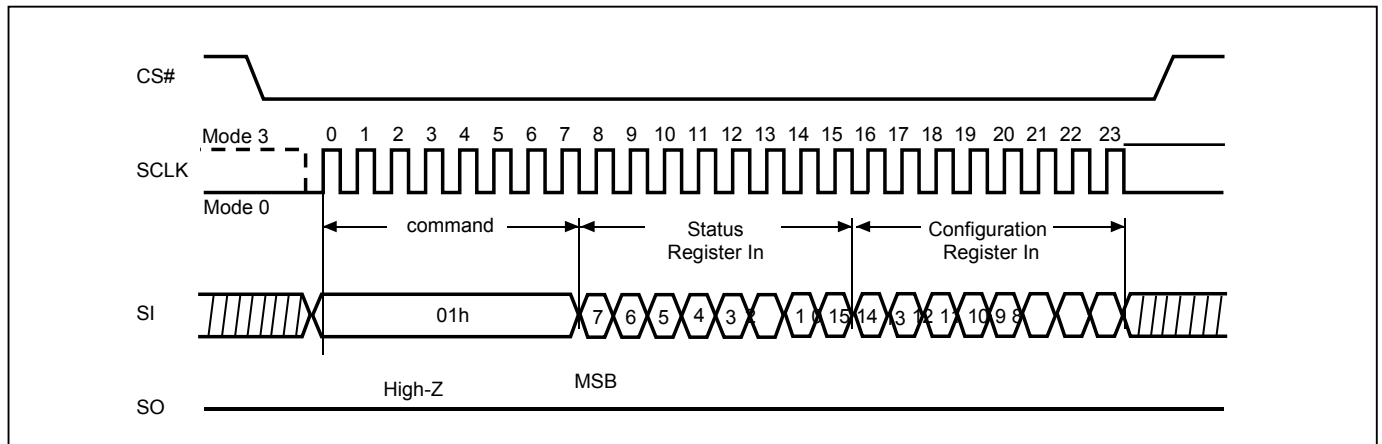 CS#
Mode 3
0 1 2 3 4 5 6 7 8 9 10 11 12 13 14 15 16 17 18 19 20 21 22 23
SCLK
Mode 0
command
Status
Register In
Configuration
Register In
SI
01h
7 6 5 4 3 2 1 0 15 14 13 12 11 10 9 8
High-Z
MSB
SO